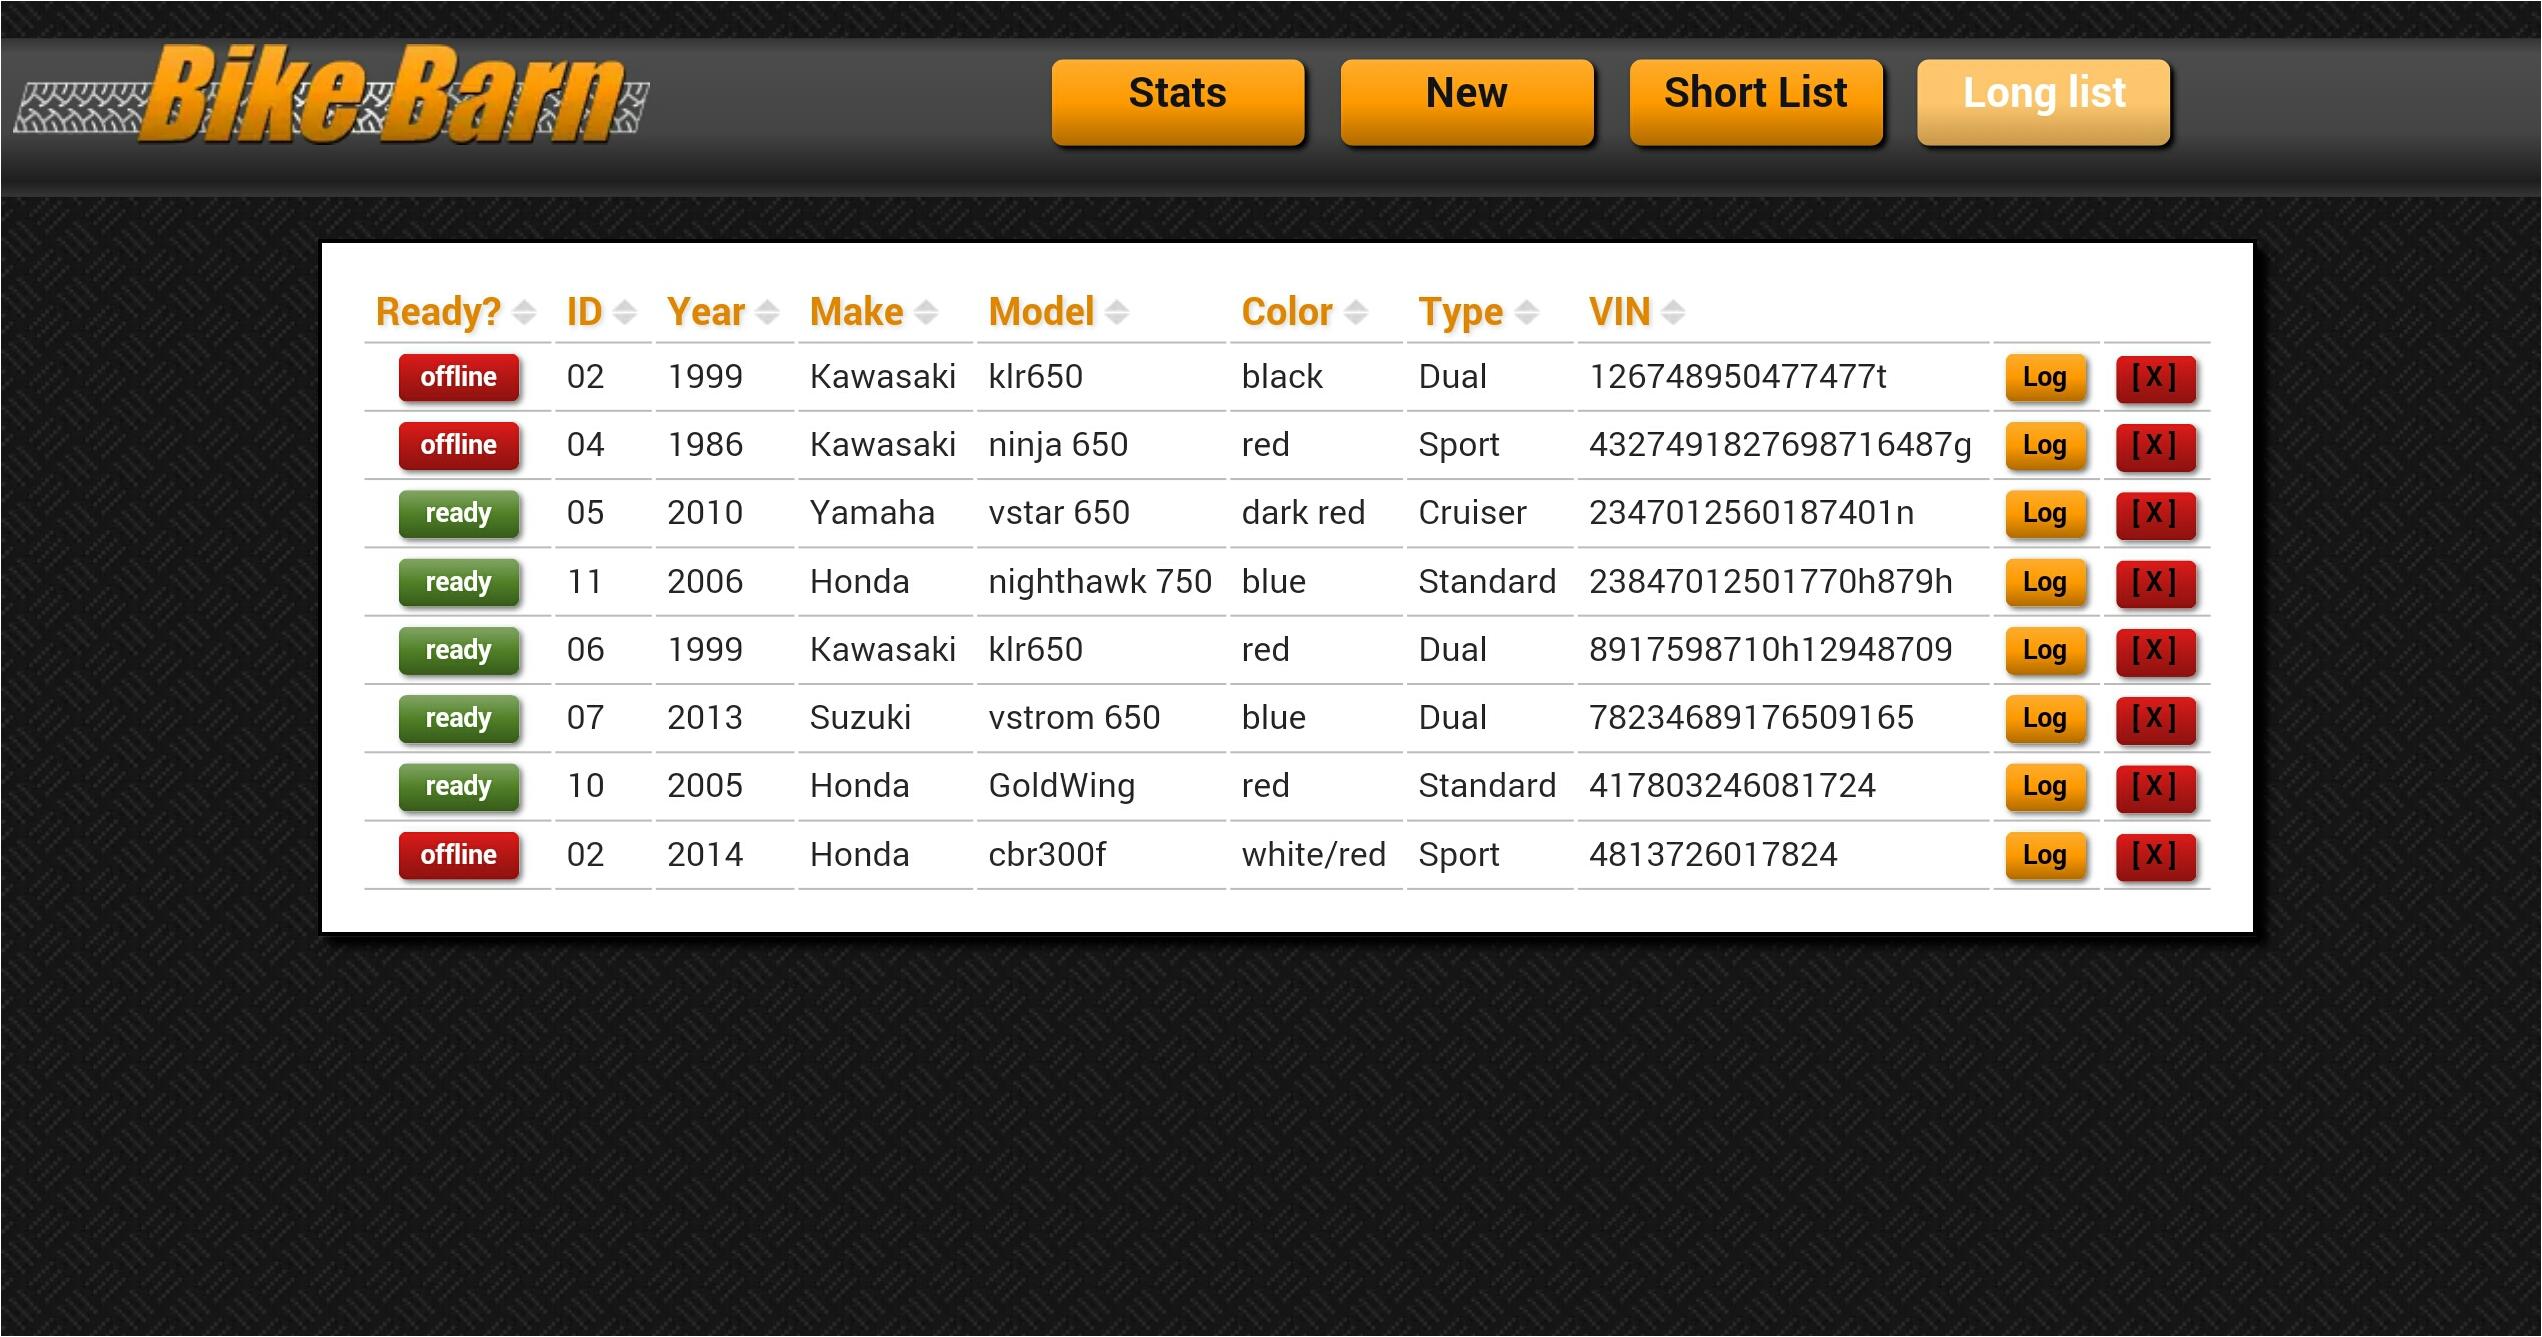 Bike Barn Stats New Short List Long list
Ready? ID Year Make Model Color Type VIN
offline 02 1999 Kawasaki klr650 black Dual 126748950477477t Log [ X ]
offline 04 1986 Kawasaki ninja 650 red Sport 4327491827698716487g Log [ X ]
ready 05 2010 Yamaha vstar 650 dark red Cruiser 2347012560187401n Log [ X ]
ready 11 2006 Honda nighthawk 750 blue Standard 23847012501770h879h Log [ X ]
ready 06 1999 Kawasaki klr650 red Dual 8917598710h12948709 Log [ X ]
ready 07 2013 Suzuki vstrom 650 blue Dual 78234689176509165 Log [ X ]
ready 10 2005 Honda GoldWing red Standard 417803246081724 Log [ X ]
offline 02 2014 Honda cbr300f white/red Sport 4813726017824 Log [ X ]